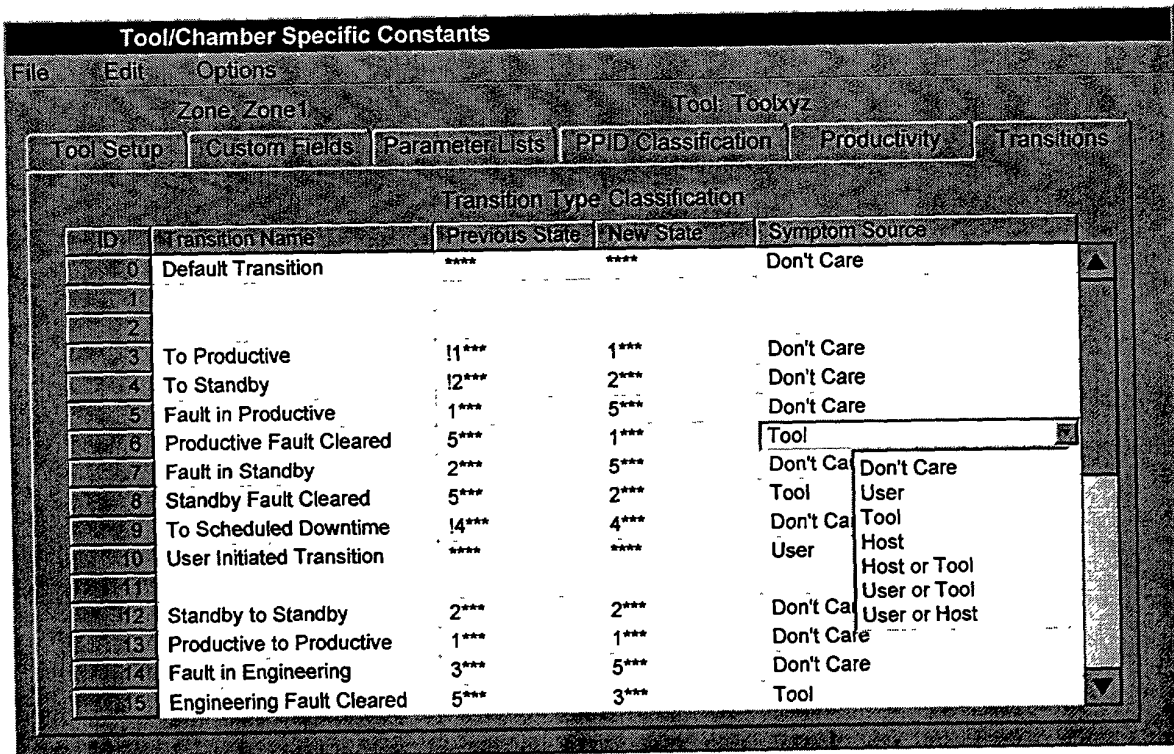 Tool/Chamber Specific Constants
File Edit Options
Zone: Zone1 Tool: Toolxyz
Tool Setup Custom Fields Parameter Lists PPID Classification Productivity Transitions
Transition Type Classification
ID Transition Name Previous State New State Symptom Source
0 Default Transition **** **** Don't Care
1
2
3 To Productive !1*** 1*** Don't Care
4 To Standby !2*** 2*** Don't Care
5 Fault in Productive 1*** 5*** Don't Care
6 Productive Fault Cleared 5*** 1*** Tool
7 Fault in Standby 2*** 5*** Don't Ca
8 Standby Fault Cleared 5*** 2*** Tool
9 To Scheduled Downtime !4*** 4*** Don't Ca
10 User Initiated Transition **** **** User
11
12 Standby to Standby 2*** 2*** Don't Ca
13 Productive to Productive 1*** 1*** Don't Care
14 Fault in Engineering 3*** 5*** Don't Care
15 Engineering Fault Cleared 5*** 3*** Tool
Don't Care
User
Tool
Host
Host or Tool
User or Tool
User or Host